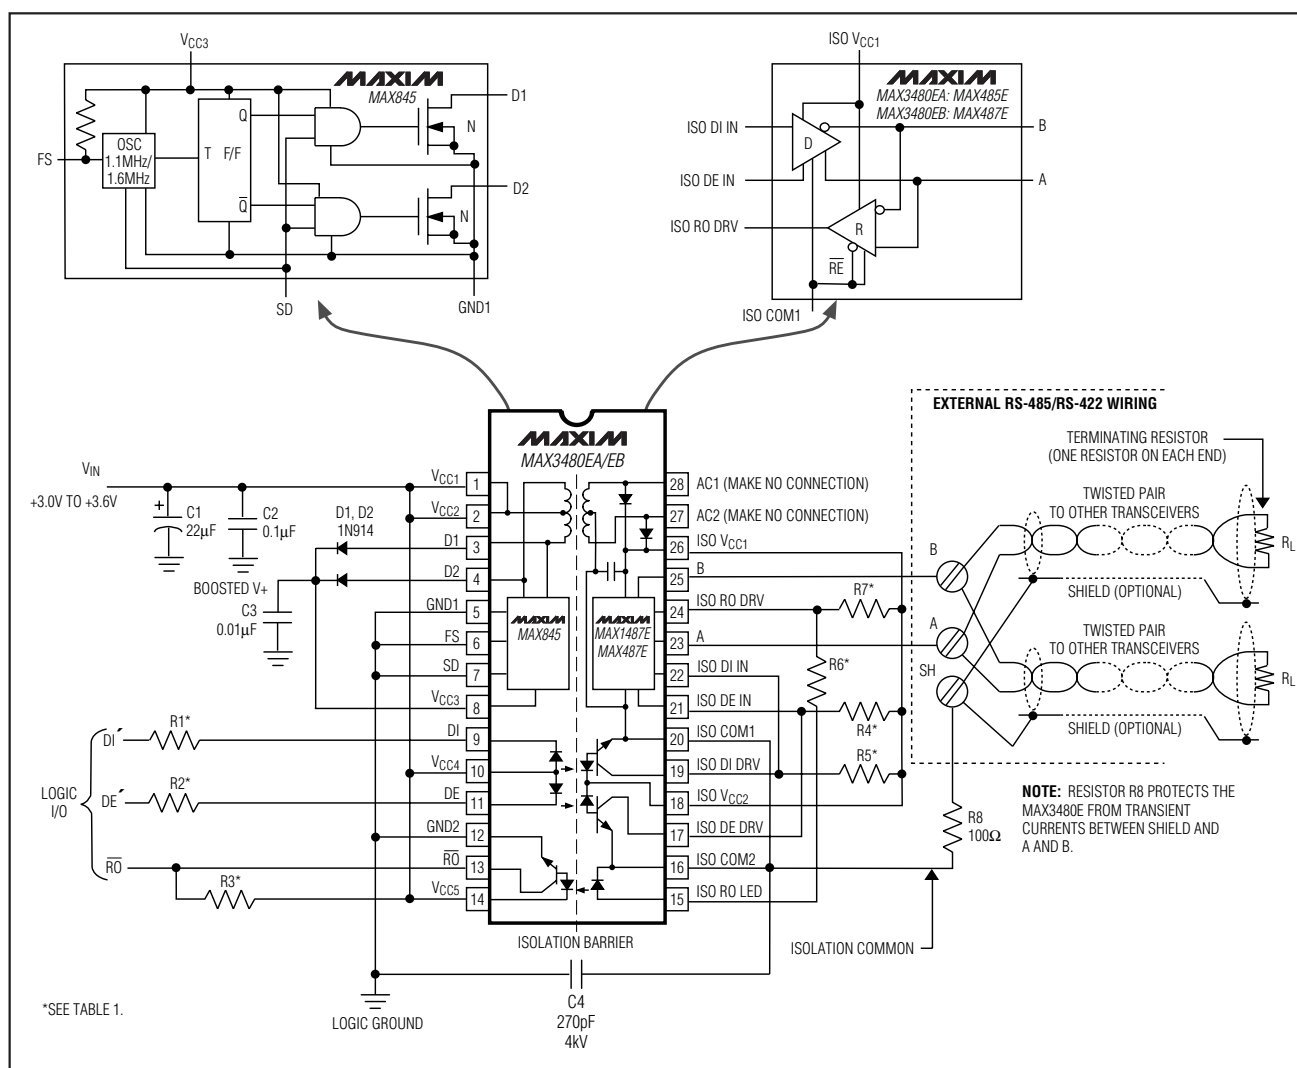 VCC3
MAXIM
MAX845
D1
N
Q
OSC
1.1MHz/
1.6MHz
FS
T F/F
Q̅
D2
N
SD
GND1
ISO VCC1
MAXIM
MAX3480EA: MAX485E
MAX3480EB: MAX487E
ISO DI IN
D
B
ISO DE IN
A
ISO RO DRV
R
R̅E̅
ISO COM1
MAXIM
MAX3480EA/EB
EXTERNAL RS-485/RS-422 WIRING
TERMINATING RESISTOR
(ONE RESISTOR ON EACH END)
VIN
+3.0V TO +3.6V
+
C1
22µF
C2
0.1µF
D1, D2
1N914
BOOSTED V+
C3
0.01µF
VCC1
1
VCC2
2
D1
3
D2
4
GND1
5
FS
6
SD
7
VCC3
8
DI
9
VCC4
10
DE
11
GND2
12
R̅O̅
13
VCC5
14
MAXIM
MAX845
MAXIM
MAX1487E
MAX487E
28
AC1 (MAKE NO CONNECTION)
27
AC2 (MAKE NO CONNECTION)
26
ISO VCC1
25
B
24
ISO RO DRV
23
A
22
ISO DI IN
21
ISO DE IN
20
ISO COM1
19
ISO DI DRV
18
ISO VCC2
17
ISO DE DRV
16
ISO COM2
15
ISO RO LED
R7*
R6*
R4*
R5*
B
A
SH
TWISTED PAIR
TO OTHER TRANSCEIVERS
RL
SHIELD (OPTIONAL)
TWISTED PAIR
TO OTHER TRANSCEIVERS
RL
SHIELD (OPTIONAL)
R8
100Ω
NOTE: RESISTOR R8 PROTECTS THE
MAX3480E FROM TRANSIENT
CURRENTS BETWEEN SHIELD AND
A AND B.
LOGIC
I/O
DI´
R1*
DE´
R2*
R̅O̅
R3*
ISOLATION BARRIER
ISOLATION COMMON
C4
270pF
4kV
LOGIC GROUND
*SEE TABLE 1.